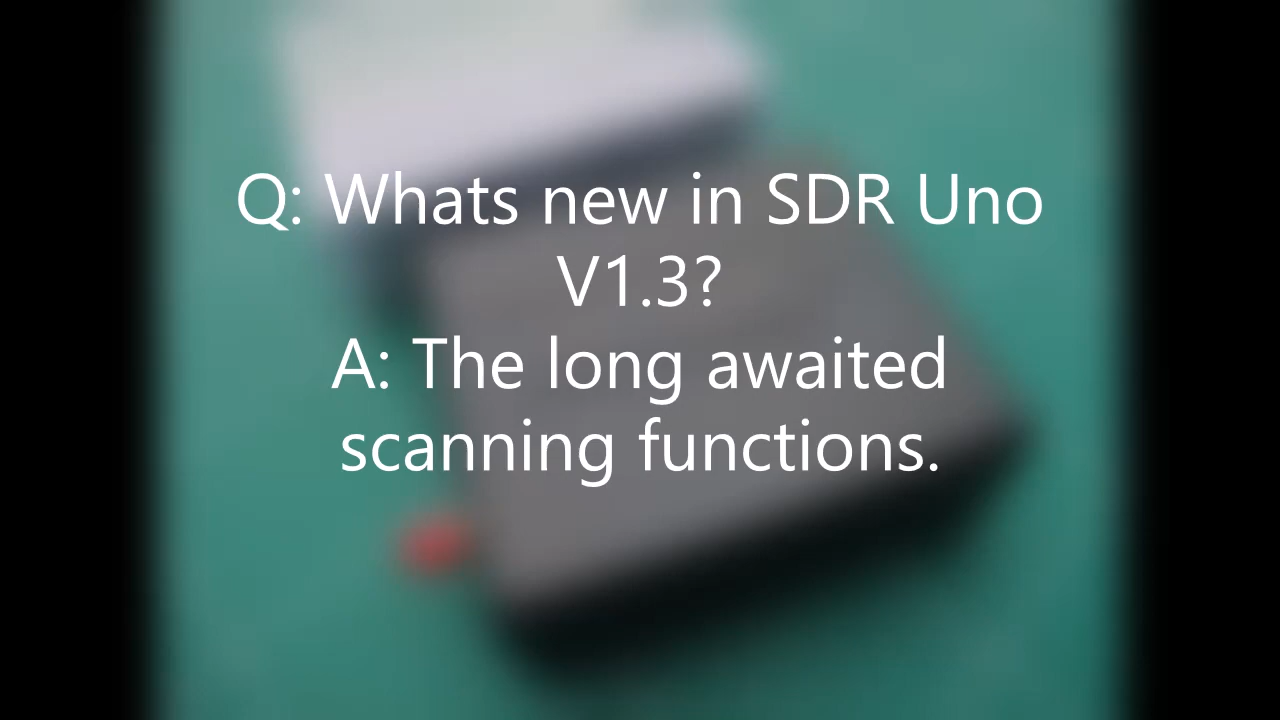 Q: Whats new in SDR Uno
V1.3?
A: The long awaited
scanning functions.